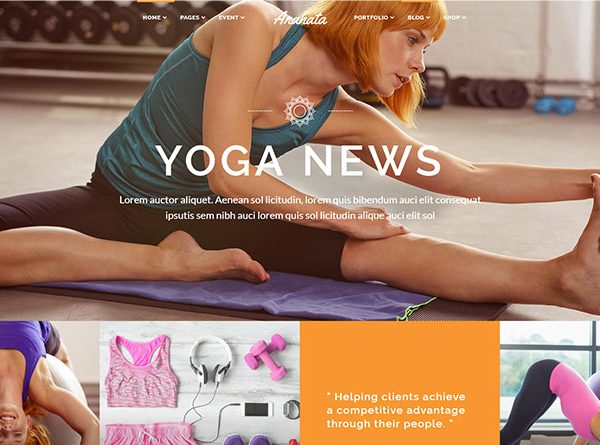 HOME PAGES EVENT Ananata PORTFOLIO BLOG SHOP
YOGA NEWS
Lorem auctor aliquet. Aenean sol licitudin, lorem quis bibendum auci elit consequat
ipsutis sem nibh auci lorem quis sol licitudin alique auci elit sol
" Helping clients achieve
a competitive advantage
through their people. "